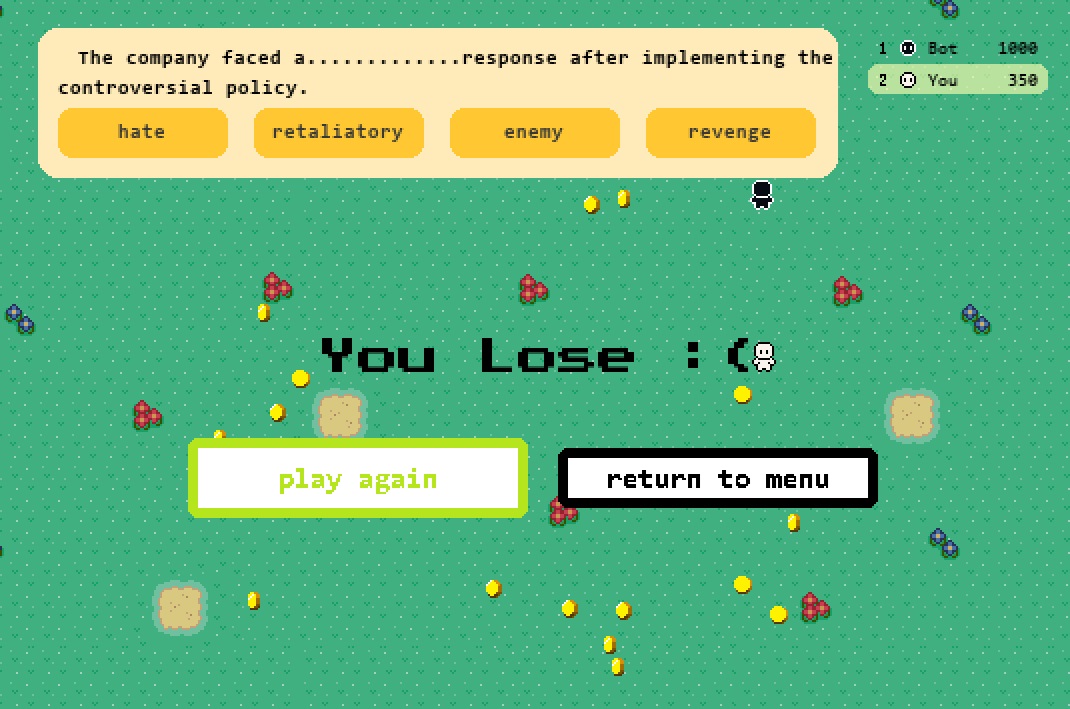 The company faced a.............response after implementing the
controversial policy.
hate retaliatory enemy revenge
1 Bot 1000
2 You 350
You Lose :(
play again return to menu